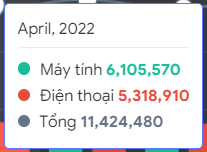 April, 2022
Máy tính 6,105,570
Điện thoại 5,318,910
Tổng 11,424,480